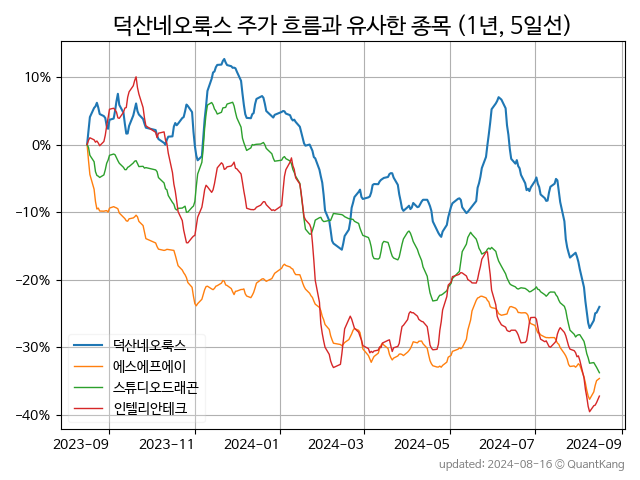 덕산네오룩스 주가 흐름과 유사한 종목 (1년, 5일선)
10%
0%
−10%
−20%
−30%
−40%
덕산네오룩스
에스에프에이
스튜디오드래곤
인텔리안테크
2023-09 2023-11 2024-01 2024-03 2024-05 2024-07 2024-09
updated: 2024-08-16 © QuantKang